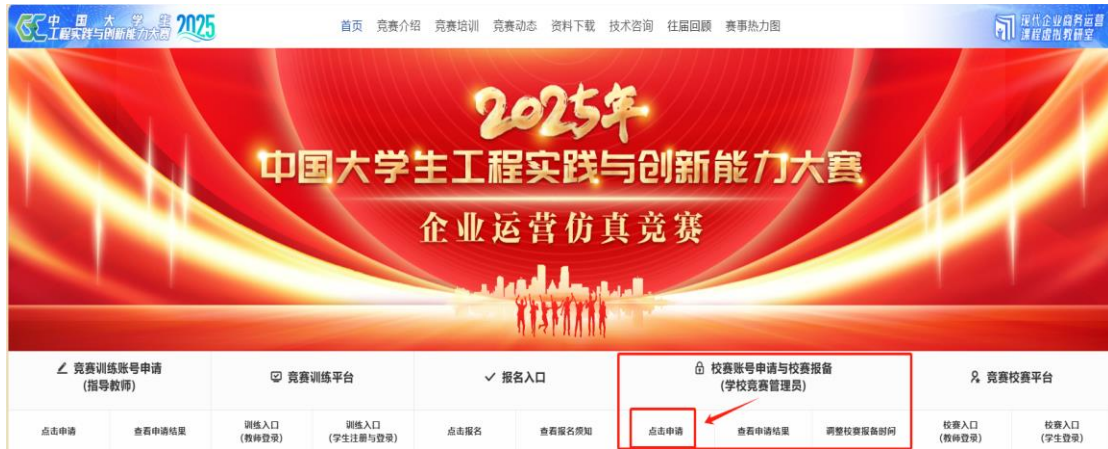 中国大学生
工程实践与创新能力大赛 2025
首页 竞赛介绍 竞赛培训 竞赛动态 资料下载 技术咨询 往届回顾 赛事热力图
现代企业商务运营
课程虚拟教研室
2025年
中国大学生工程实践与创新能力大赛
企业运营仿真竞赛
竞赛训练账号申请
(指导教师)
竞赛训练平台
报名入口
校赛账号申请与校赛报备
(学校竞赛管理员)
竞赛校赛平台
点击申请
查看申请结果
训练入口
(教师登录)
训练入口
(学生注册与登录)
点击报名
查看报名须知
点击申请
查看申请结果
调整校赛报备时间
校赛入口
(教师登录)
校赛入口
(学生登录)